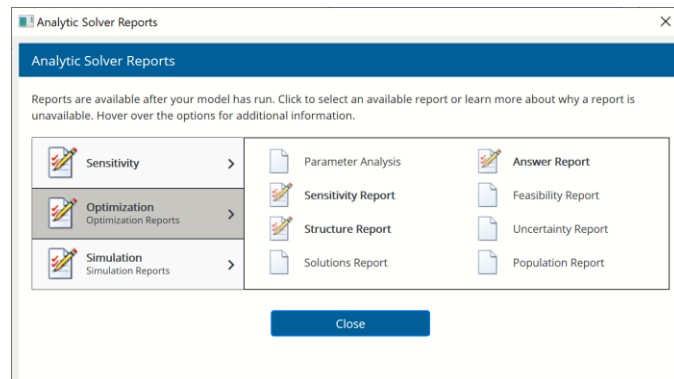 Analytic Solver Reports
Analytic Solver Reports
Reports are available after your model has run. Click to select an available report or learn more about why a report is
unavailable. Hover over the options for additional information.
Sensitivity
Optimization
Optimization Reports
Simulation
Simulation Reports
Parameter Analysis
Answer Report
Sensitivity Report
Feasibility Report
Structure Report
Uncertainty Report
Solutions Report
Population Report
Close